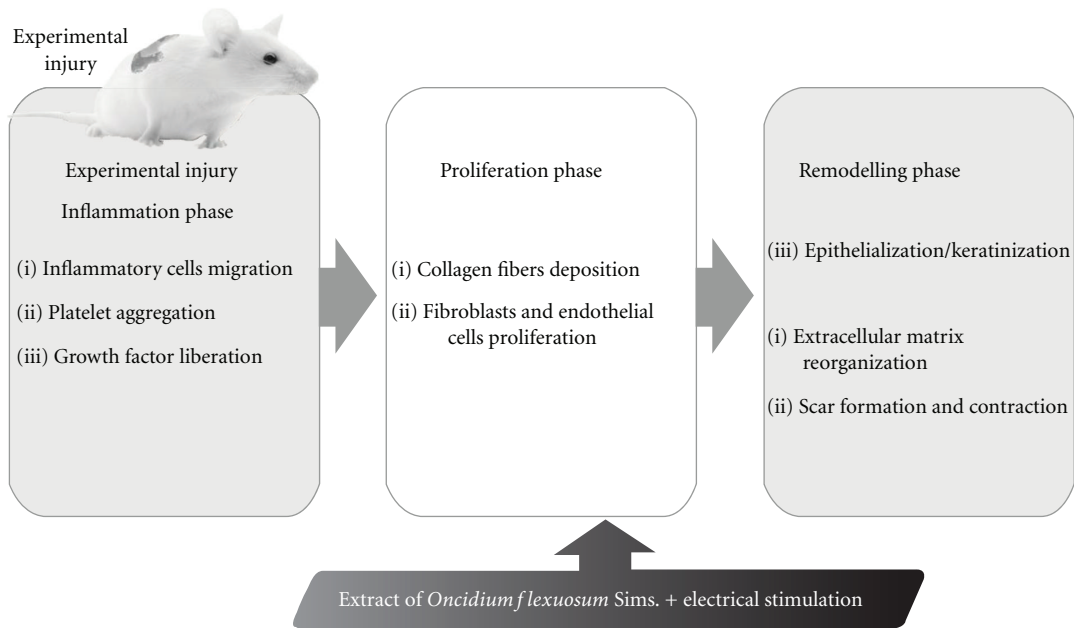 Experimental
injury
Experimental injury
Inflammation phase
(i) Inflammatory cells migration
(ii) Platelet aggregation
(iii) Growth factor liberation
Proliferation phase
(i) Collagen fibers deposition
(ii) Fibroblasts and endothelial
cells proliferation
Remodelling phase
(iii) Epithelialization/keratinization
(i) Extracellular matrix
reorganization
(ii) Scar formation and contraction
Extract of Oncidium flexuosum Sims. + electrical stimulation